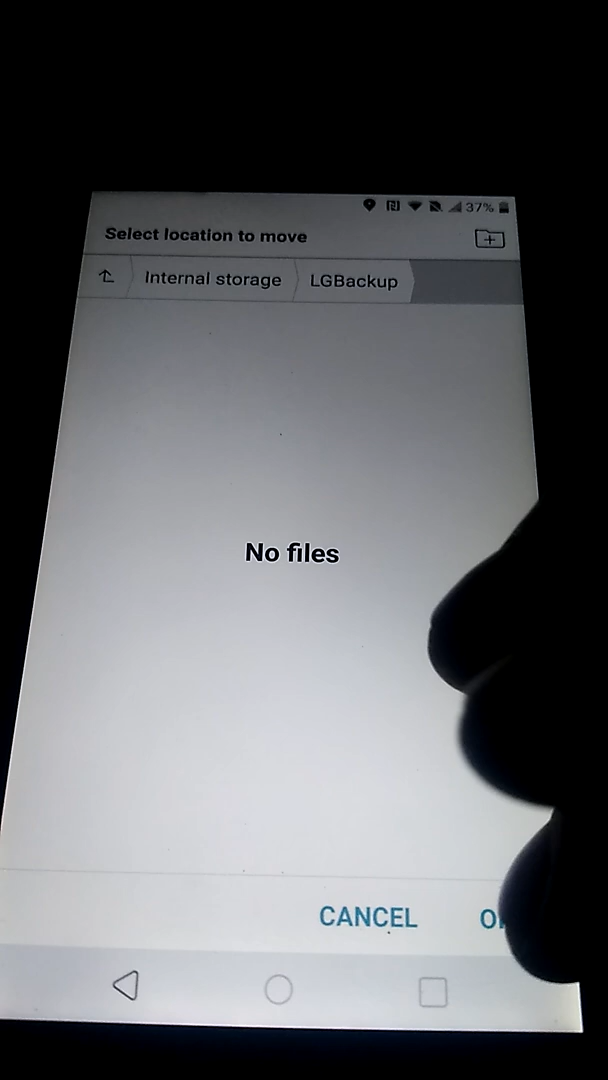 37%
Select location to move
Internal storage LGBackup
No files
CANCEL